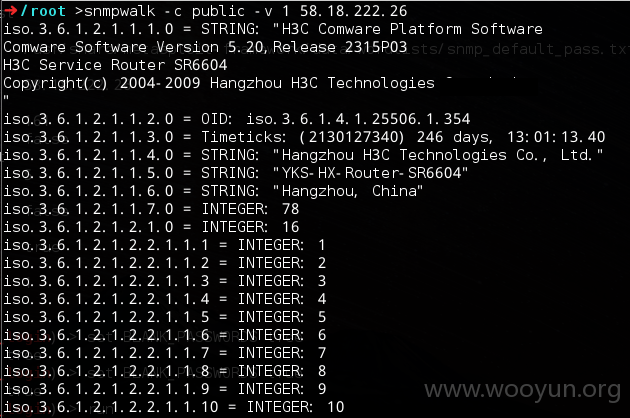 ➜/root >snmpwalk -c public -v 1 58.18.222.26
iso.3.6.1.2.1.1.1.0 = STRING: "H3C Comware Platform Software
Comware Software Version 5.20,Release 2315P03
H3C Service Router SR6604
Copyright(c) 2004-2009 Hangzhou H3C Technologies
"
iso.3.6.1.2.1.1.2.0 = OID: iso.3.6.1.4.1.25506.1.354
iso.3.6.1.2.1.1.3.0 = Timeticks: (2130127340) 246 days, 13:01:13.40
iso.3.6.1.2.1.1.4.0 = STRING: "Hangzhou H3C Technologies Co., Ltd."
iso.3.6.1.2.1.1.5.0 = STRING: "YKS-HX-Router-SR6604"
iso.3.6.1.2.1.1.6.0 = STRING: "Hangzhou, China"
iso.3.6.1.2.1.1.7.0 = INTEGER: 78
iso.3.6.1.2.1.2.1.0 = INTEGER: 16
iso.3.6.1.2.1.2.2.1.1.1 = INTEGER: 1
iso.3.6.1.2.1.2.2.1.1.2 = INTEGER: 2
iso.3.6.1.2.1.2.2.1.1.3 = INTEGER: 3
iso.3.6.1.2.1.2.2.1.1.4 = INTEGER: 4
iso.3.6.1.2.1.2.2.1.1.5 = INTEGER: 5
iso.3.6.1.2.1.2.2.1.1.6 = INTEGER: 6
iso.3.6.1.2.1.2.2.1.1.7 = INTEGER: 7
iso.3.6.1.2.1.2.2.1.1.8 = INTEGER: 8
iso.3.6.1.2.1.2.2.1.1.9 = INTEGER: 9
iso.3.6.1.2.1.2.2.1.1.10 = INTEGER: 10
www.wooyun.org